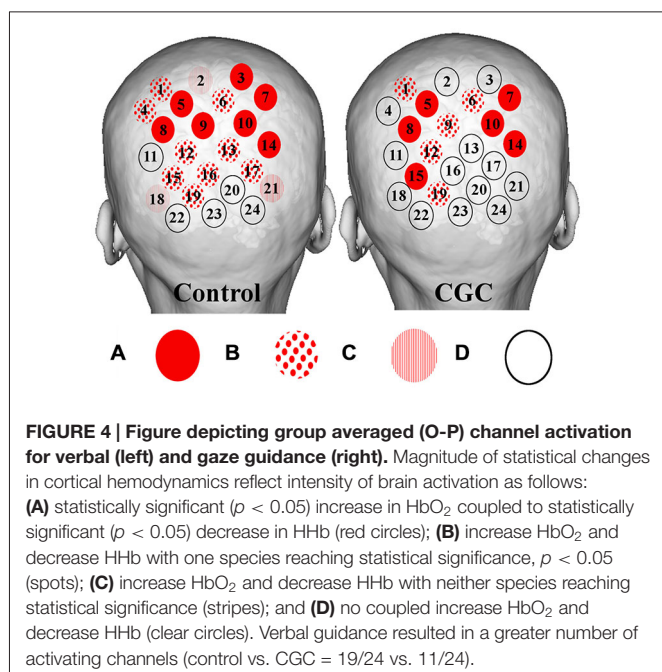 1 2 3 4 5 6 7 8 9 10 11 12 13 14 15 16 17 18 19 20 21 22 23 24
Control
1 2 3 4 5 6 7 8 9 10 11 12 13 14 15 16 17 18 19 20 21 22 23 24
CGC
A B C D
FIGURE 4 | Figure depicting group averaged (O-P) channel activation
for verbal (left) and gaze guidance (right). Magnitude of statistical changes
in cortical hemodynamics reflect intensity of brain activation as follows:
(A) statistically significant (p < 0.05) increase in HbO₂ coupled to statistically
significant (p < 0.05) decrease in HHb (red circles); (B) increase HbO₂ and
decrease HHb with one species reaching statistical significance, p < 0.05
(spots); (C) increase HbO₂ and decrease HHb with neither species reaching
statistical significance (stripes); and (D) no coupled increase HbO₂ and
decrease HHb (clear circles). Verbal guidance resulted in a greater number of
activating channels (control vs. CGC = 19/24 vs. 11/24).